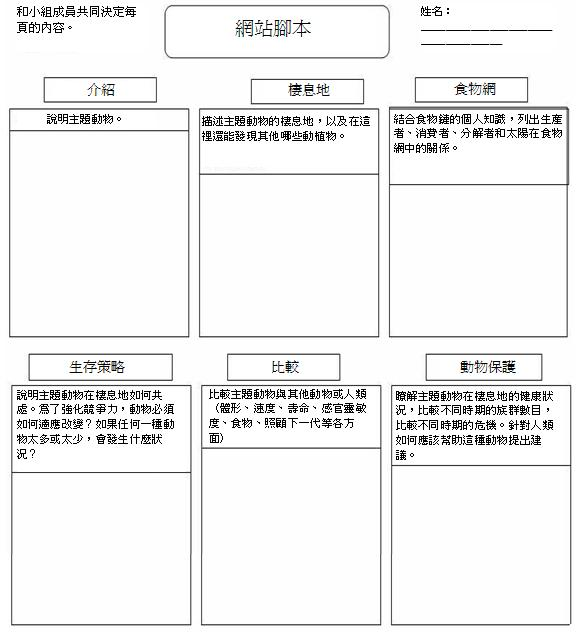 和小組成員共同決定每
頁的內容。
網站腳本
姓名：
介紹
說明主題動物。
棲息地
描述主題動物的棲息地，以及在這
裡還能發現其他哪些動植物。
食物網
結合食物鏈的個人知識，列出生產
者、消費者、分解者和太陽在食物
網中的關係。
生存策略
說明主題動物在棲息地如何共
處。為了強化競爭力，動物必須
如何適應改變？如果任何一種動
物太多或太少，會發生什麼狀
況？
比較
比較主題動物與其他動物或人類
（體形、速度、壽命、感官靈敏
度、食物、照顧下一代等各方
面）
動物保護
瞭解主題動物在棲息地的健康狀
況，比較不同時期的族群數目，
比較不同時期的危機。針對人類
如何應該幫助這種動物提出建
議。